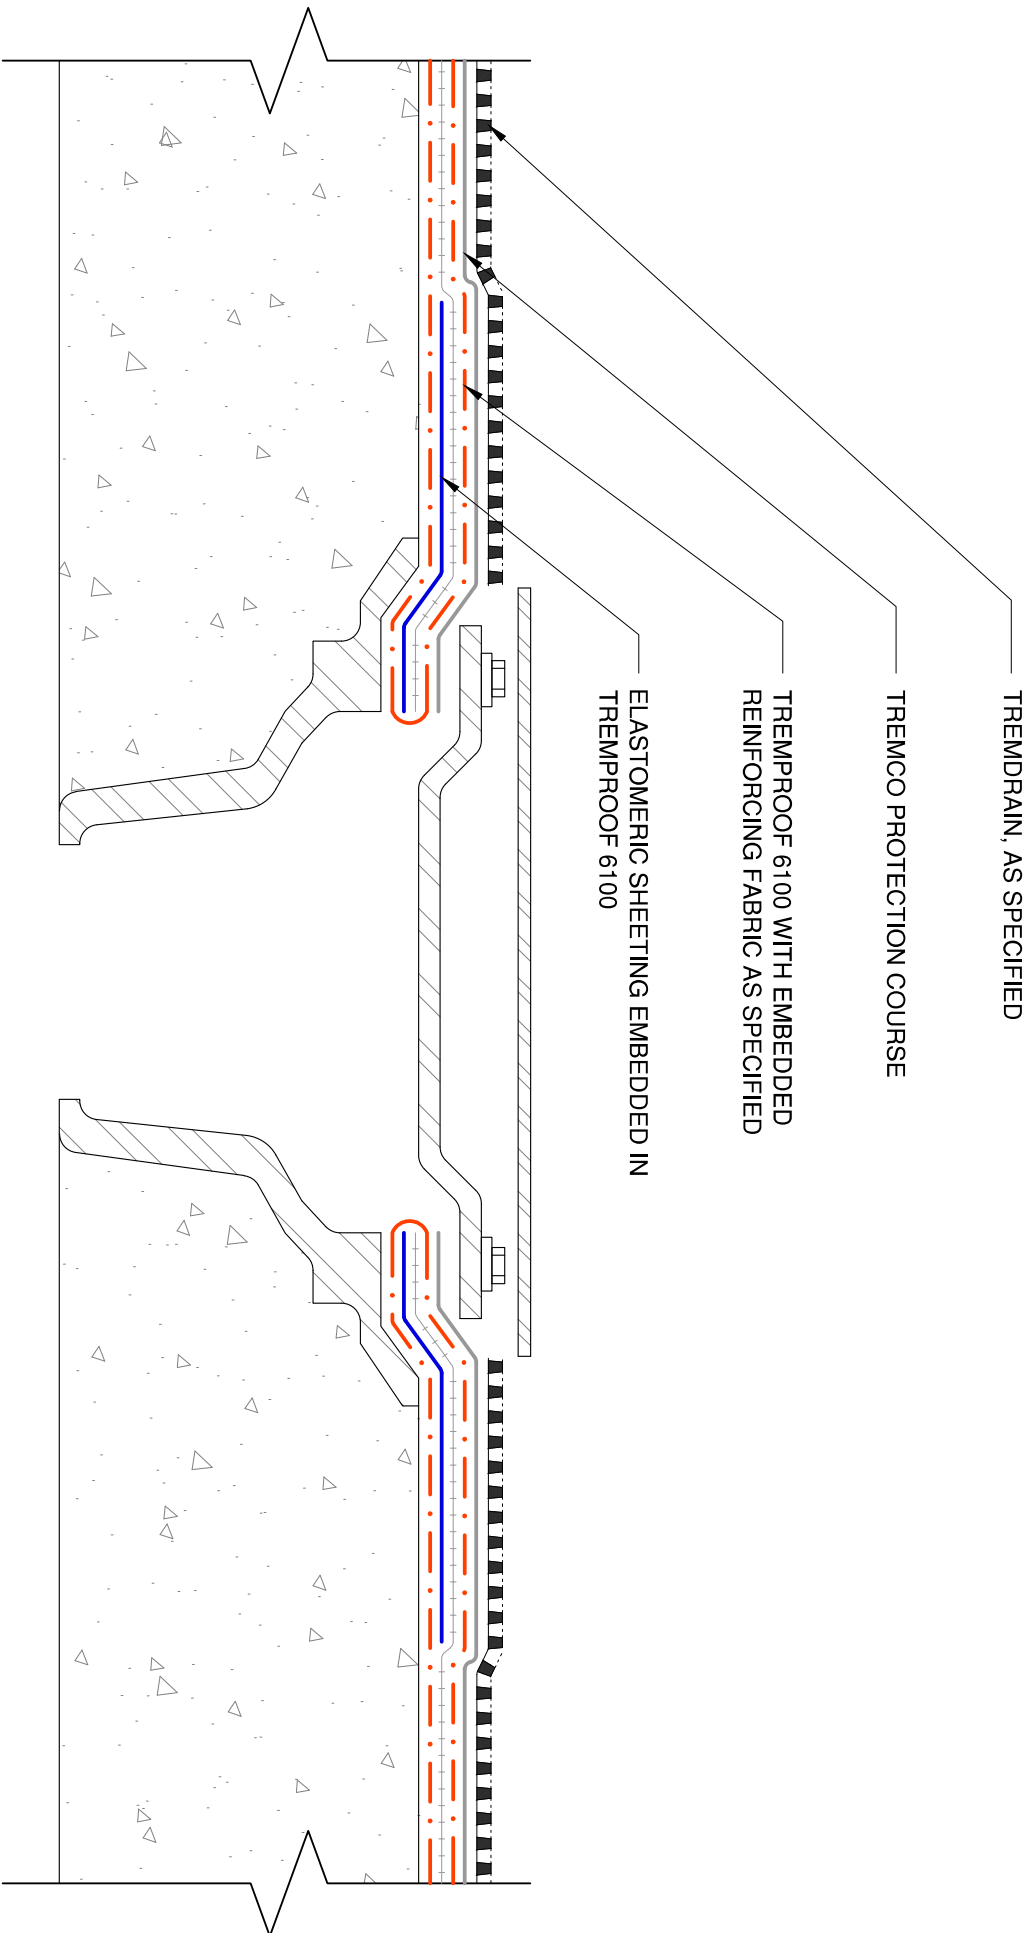 TREMDRAIN, AS SPECIFIED
TREMCO PROTECTION COURSE
TREMPROOF 6100 WITH EMBEDDED
REINFORCING FABRIC AS SPECIFIED
ELASTOMERIC SHEETING EMBEDDED IN
TREMPROOF 6100